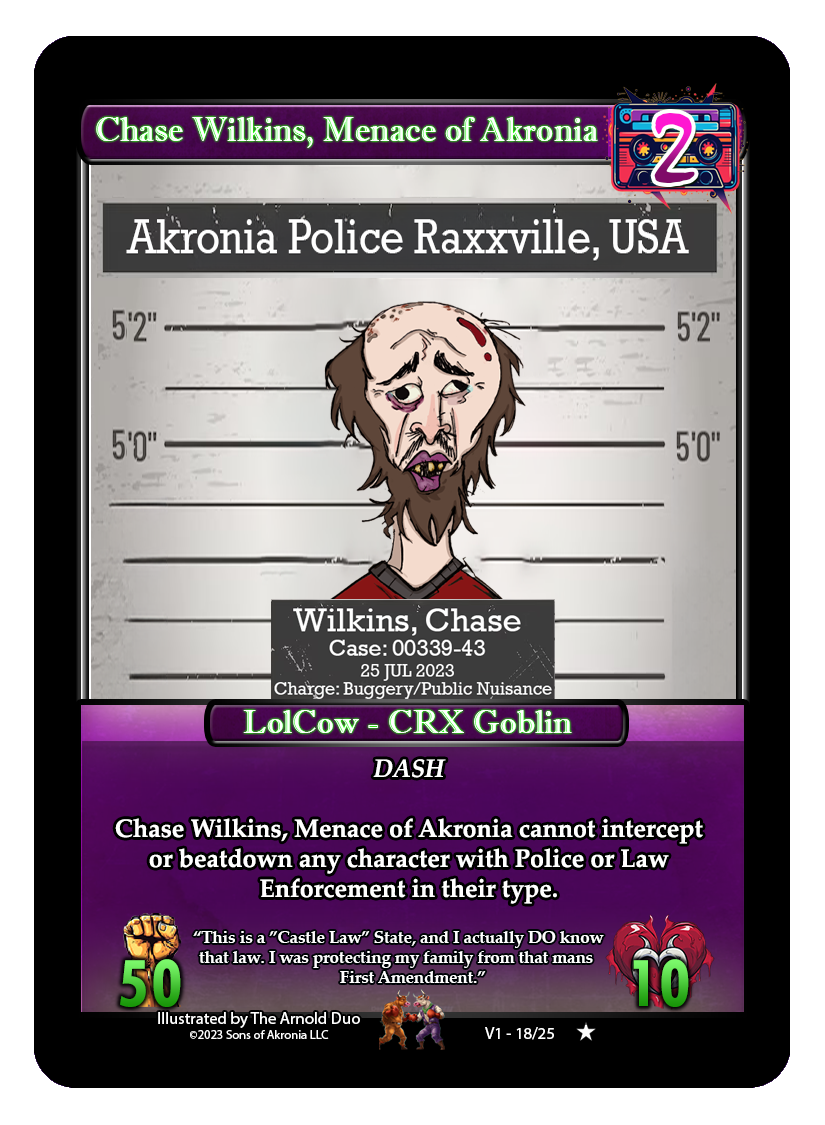 Chase Wilkins, Menace of Akronia
2
Akronia Police Raxxville, USA
5'2" 5'2"
5'0" 5'0"
Wilkins, Chase
Case: 00339-43
25 JUL 2023
Charge: Buggery/Public Nuisance
LolCow - CRX Goblin
DASH
Chase Wilkins, Menace of Akronia cannot intercept
or beatdown any character with Police or Law
Enforcement in their type.
“This is a ”Castle Law” State, and I actually DO know
that law. I was protecting my family from that mans
First Amendment.”
50
10
Illustrated by The Arnold Duo
©2023 Sons of Akronia LLC
V1 - 18/25